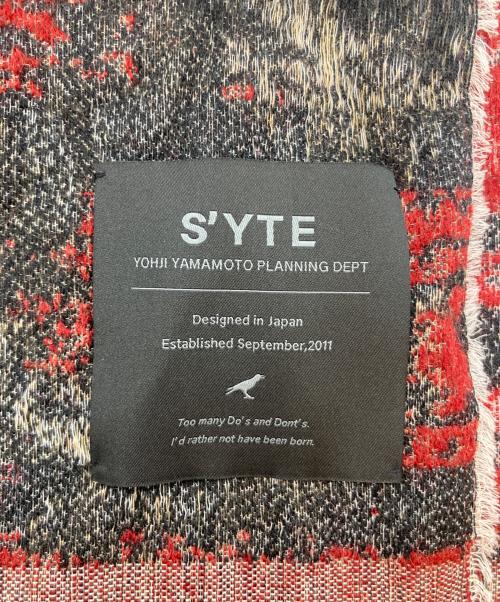 S'YTE
YOHJI YAMAMOTO PLANNING DEPT
Designed in Japan
Established September,2011
Too many Do's and Dont's.
I'd rather not have been born.